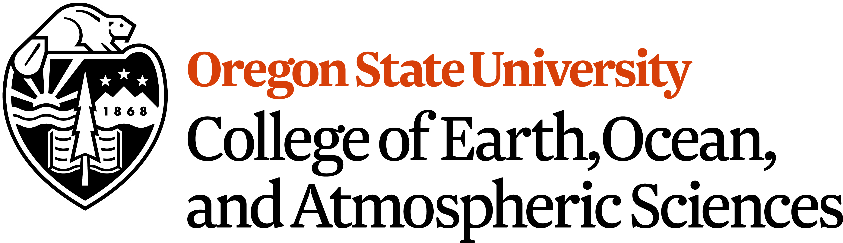 1868
Oregon State University
College of Earth,Ocean,
and Atmospheric Sciences